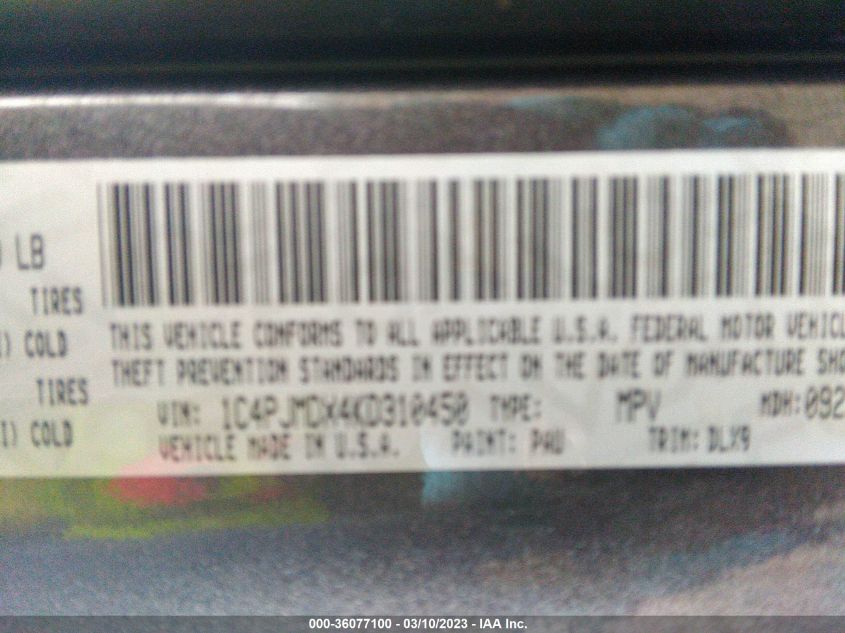 LB
TIRES
COLD
TIRES
COLD
THIS VEHICLE CONFORMS TO ALL APPLICABLE U.S.A. FEDERAL MOTOR VEHICL
THEFT PREVENTION STANDARDS IN EFFECT ON THE DATE OF MANUFACTURE SHO
VIN: 1C4PJMDX4KD310450 TYPE: MPV MDH:092
VEHICLE MADE IN U.S.A. PAINT: PAU TRIM: DLX9
000-36077100 — 03/10/2023 — IAA Inc.